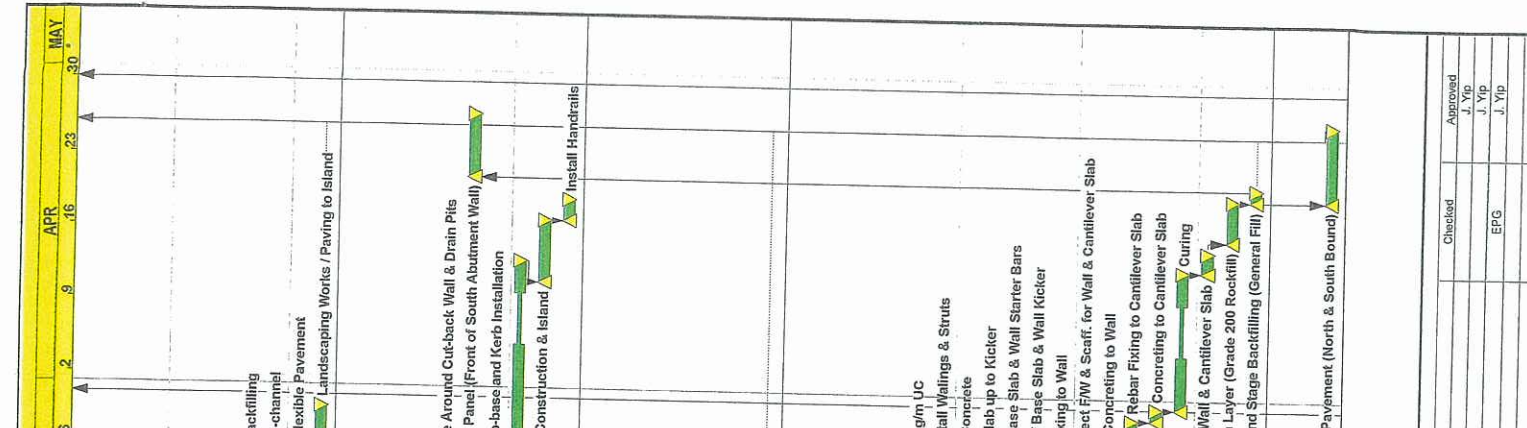 MAY
APR
30
23
16
9
2
ackfilling
-channel
lexible Pavement
Landscaping Works / Paving to Island
Around Cut-back Wall & Drain Pits
Panel (Front of South Abutment Wall)
-base and Kerb Installation
Construction & Island
Install Handrails
g/m UC
tall Walings & Struts
oncrete
lab up to Kicker
ase Slab & Wall Starter Bars
Base Slab & Wall Kicker
xing to Wall
ect F/W & Scaff. for Wall & Cantilever Slab
Concreting to Wall
Rebar Fixing to Cantilever Slab
Concreting to Cantilever Slab
Curing
Wall & Cantilever Slab
Layer (Grade 200 Rockfill)
nd Stage Backfilling (General Fill)
Pavement (North & South Bound)
Checked Approved
J. Yip
J. Yip
EPG J. Yip